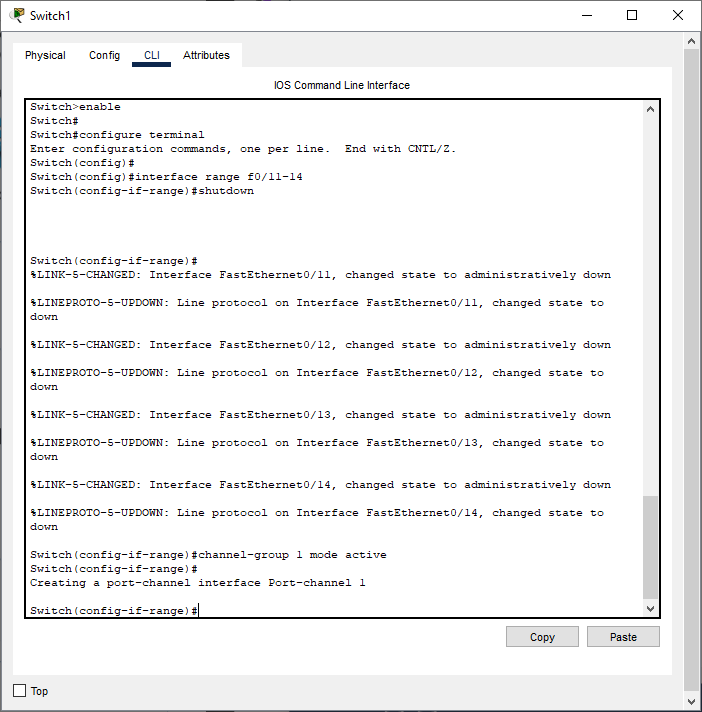 Switch1
Physical Config CLI Attributes
IOS Command Line Interface
Switch>enable
Switch#
Switch#configure terminal
Enter configuration commands, one per line.  End with CNTL/Z.
Switch(config)#
Switch(config)#interface range f0/11-14
Switch(config-if-range)#shutdown
Switch(config-if-range)#
%LINK-5-CHANGED: Interface FastEthernet0/11, changed state to administratively down
%LINEPROTO-5-UPDOWN: Line protocol on Interface FastEthernet0/11, changed state to
down
%LINK-5-CHANGED: Interface FastEthernet0/12, changed state to administratively down
%LINEPROTO-5-UPDOWN: Line protocol on Interface FastEthernet0/12, changed state to
down
%LINK-5-CHANGED: Interface FastEthernet0/13, changed state to administratively down
%LINEPROTO-5-UPDOWN: Line protocol on Interface FastEthernet0/13, changed state to
down
%LINK-5-CHANGED: Interface FastEthernet0/14, changed state to administratively down
%LINEPROTO-5-UPDOWN: Line protocol on Interface FastEthernet0/14, changed state to
down
Switch(config-if-range)#channel-group 1 mode active
Switch(config-if-range)#
Creating a port-channel interface Port-channel 1
Switch(config-if-range)#
Copy Paste
Top